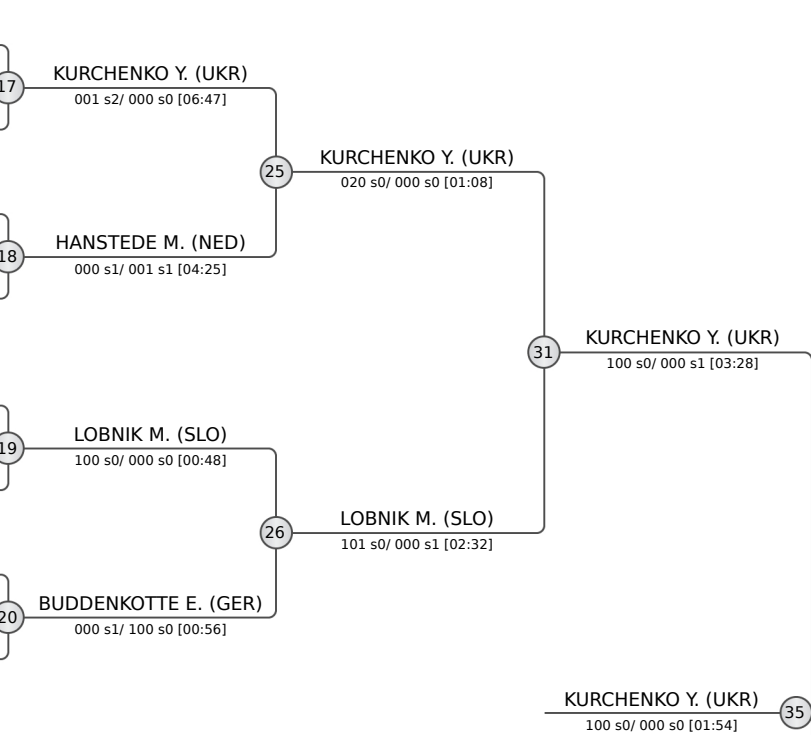 KURCHENKO Y. (UKR)
17
001 s2/ 000 s0 [06:47]
KURCHENKO Y. (UKR)
25
020 s0/ 000 s0 [01:08]
HANSTEDE M. (NED)
18
000 s1/ 001 s1 [04:25]
KURCHENKO Y. (UKR)
31
100 s0/ 000 s1 [03:28]
LOBNIK M. (SLO)
19
100 s0/ 000 s0 [00:48]
LOBNIK M. (SLO)
26
101 s0/ 000 s1 [02:32]
BUDDENKOTTE E. (GER)
20
000 s1/ 100 s0 [00:56]
KURCHENKO Y. (UKR)
35
100 s0/ 000 s0 [01:54]